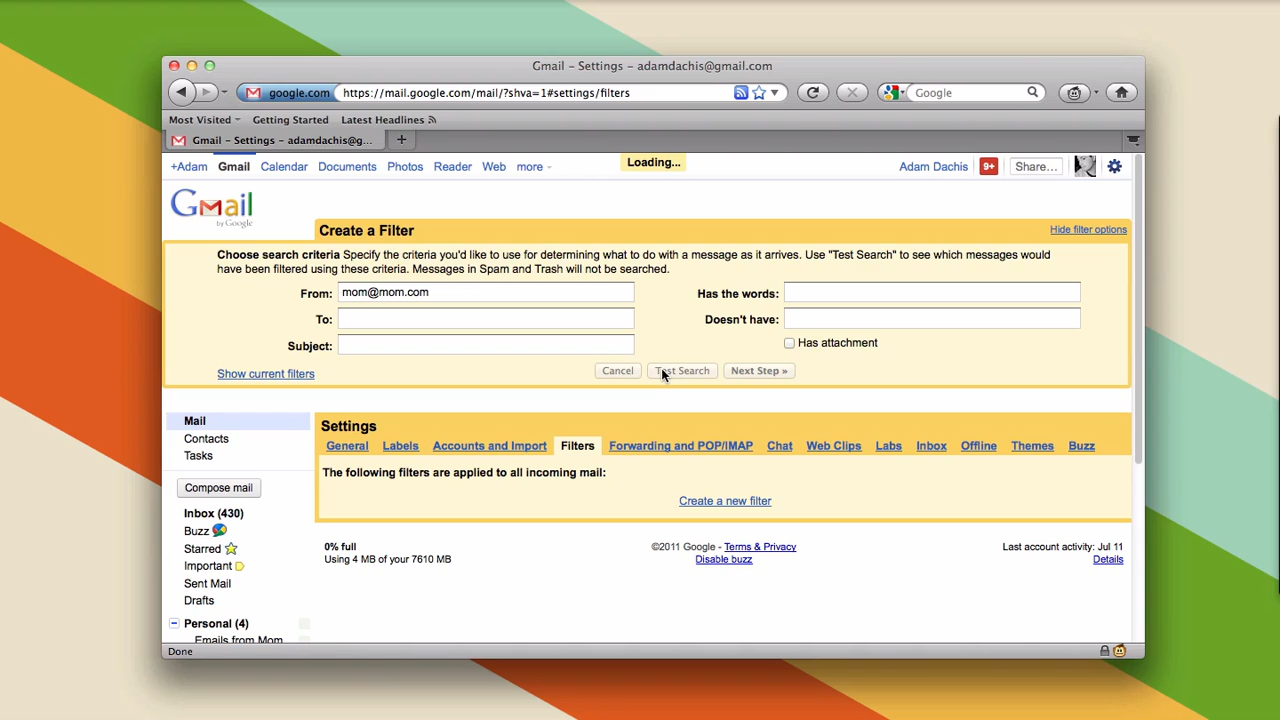 Gmail – Settings – adamdachis@gmail.com
google.com https://mail.google.com/mail/?shva=1#settings/filters Google
Most Visited Getting Started Latest Headlines
Gmail – Settings – adamdachis@g... +
+Adam Gmail Calendar Documents Photos Reader Web more Loading... Adam Dachis 9+ Share...
Gmail
by Google
Create a Filter Hide filter options
Choose search criteria Specify the criteria you'd like to use for determining what to do with a message as it arrives. Use "Test Search" to see which messages would
have been filtered using these criteria. Messages in Spam and Trash will not be searched.
From: mom@mom.com Has the words:
To: Doesn't have:
Subject: Has attachment
Show current filters Cancel Test Search Next Step »
Mail
Contacts
Tasks
Compose mail
Inbox (430)
Buzz
Starred
Important
Sent Mail
Drafts
Personal (4)
Emails from Mom
Settings
General Labels Accounts and Import Filters Forwarding and POP/IMAP Chat Web Clips Labs Inbox Offline Themes Buzz
The following filters are applied to all incoming mail:
Create a new filter
0% full ©2011 Google - Terms & Privacy Last account activity: Jul 11
Using 4 MB of your 7610 MB Disable buzz Details
Done